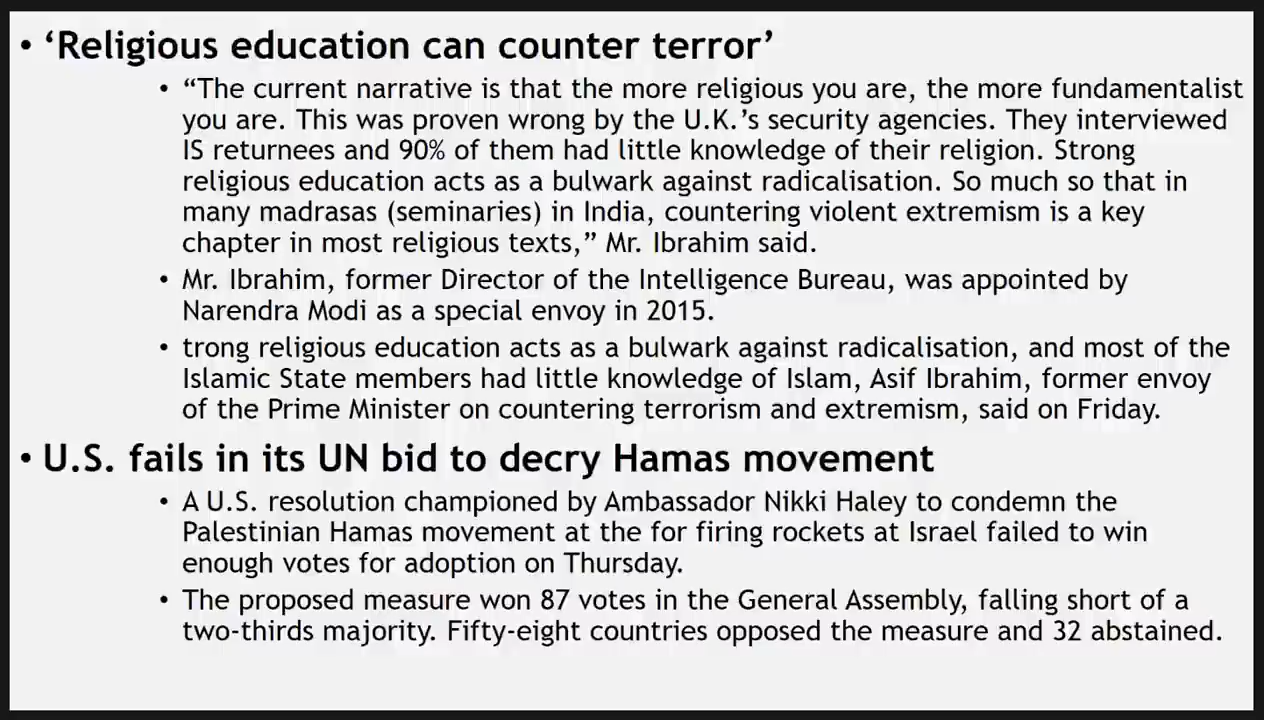 • ‘Religious education can counter terror’
• “The current narrative is that the more religious you are, the more fundamentalist
you are. This was proven wrong by the U.K.’s security agencies. They interviewed
IS returnees and 90% of them had little knowledge of their religion. Strong
religious education acts as a bulwark against radicalisation. So much so that in
many madrasas (seminaries) in India, countering violent extremism is a key
chapter in most religious texts,” Mr. Ibrahim said.
• Mr. Ibrahim, former Director of the Intelligence Bureau, was appointed by
Narendra Modi as a special envoy in 2015.
• trong religious education acts as a bulwark against radicalisation, and most of the
Islamic State members had little knowledge of Islam, Asif Ibrahim, former envoy
of the Prime Minister on countering terrorism and extremism, said on Friday.
• U.S. fails in its UN bid to decry Hamas movement
• A U.S. resolution championed by Ambassador Nikki Haley to condemn the
Palestinian Hamas movement at the for firing rockets at Israel failed to win
enough votes for adoption on Thursday.
• The proposed measure won 87 votes in the General Assembly, falling short of a
two-thirds majority. Fifty-eight countries opposed the measure and 32 abstained.